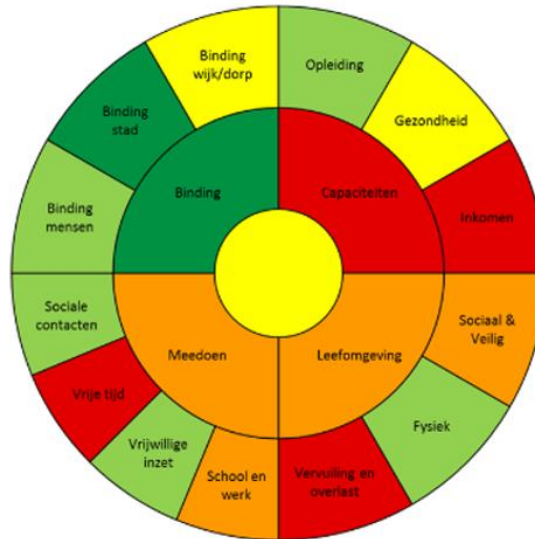 Binding
wijk/dorp
Opleiding
Binding
stad
Gezondheid
Binding
Capaciteiten
Binding
mensen
Inkomen
Sociale
contacten
Sociaal &
Veilig
Meedoen
Leefomgeving
Vrije tijd
Fysiek
Vrijwillige
inzet
School en
werk
Vervuiling en
overlast